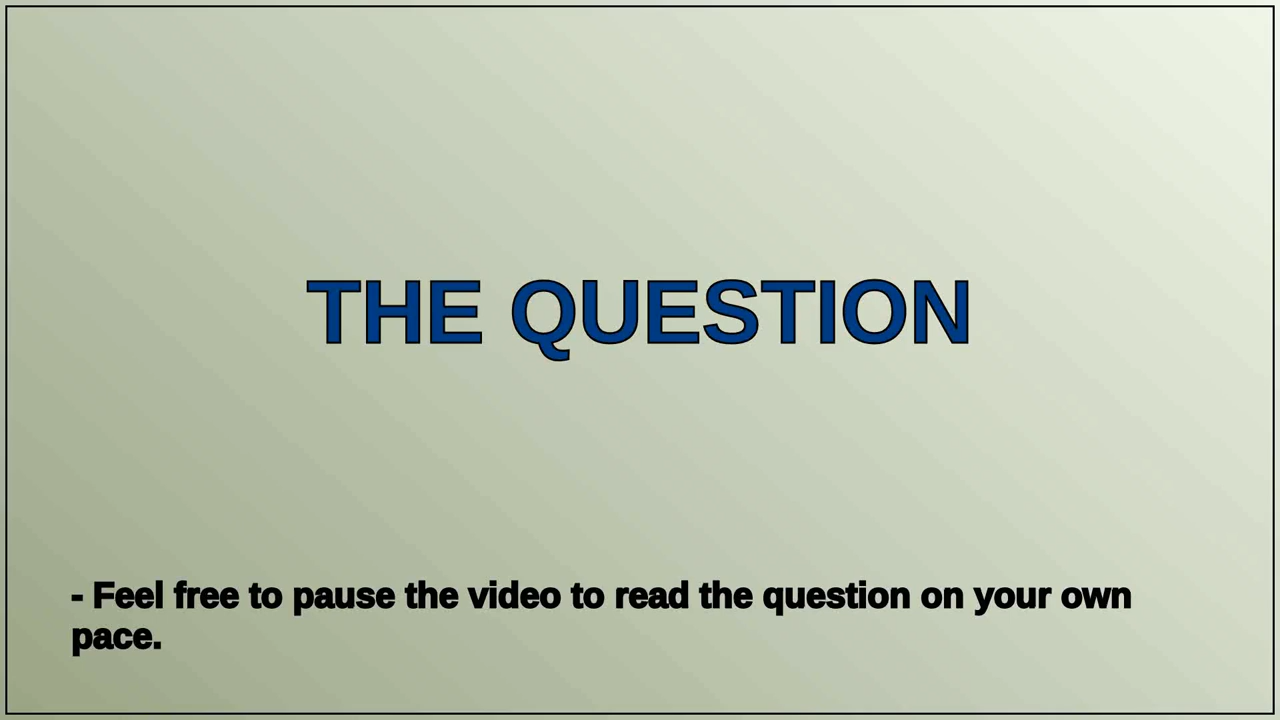 THE QUESTION
- Feel free to pause the video to read the question on your own
pace.